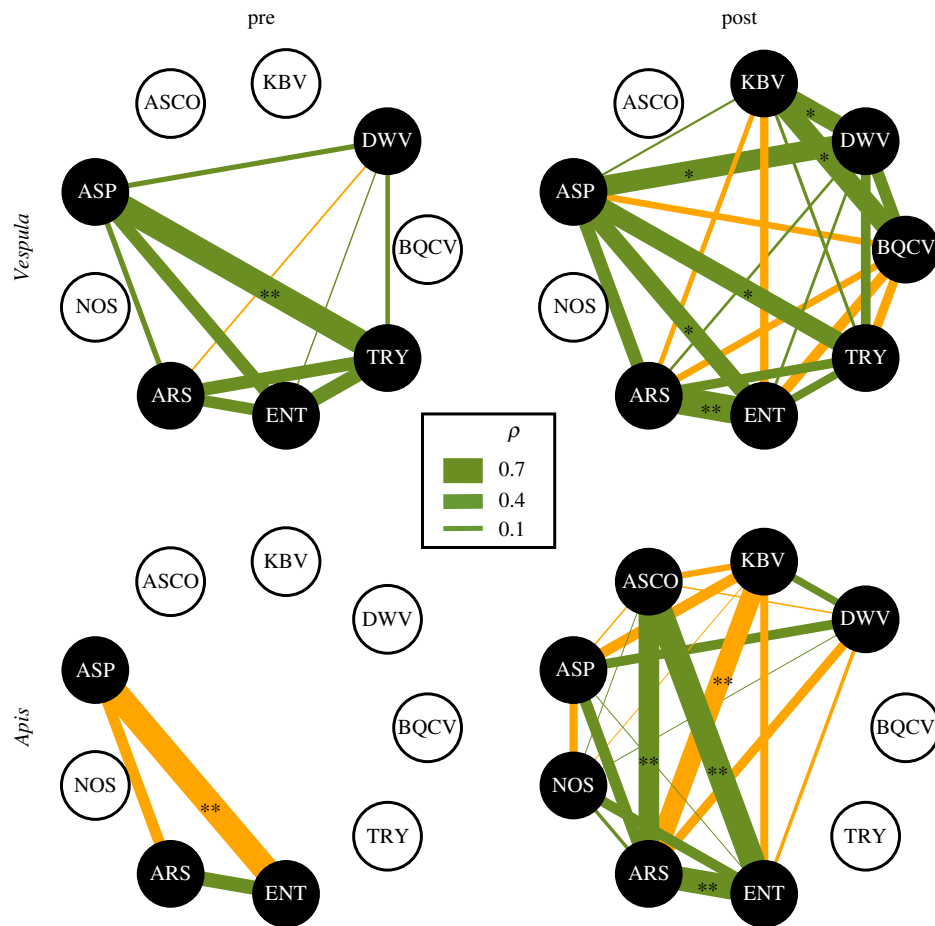 pre
post
KBV
ASCO
DWV
ASP
BQCV
**
NOS
TRY
ARS
ENT
Vespula
KBV
ASCO
*
DWV
*
*
ASP
BQCV
*
NOS
*
TRY
ARS
**
ENT
ρ
0.7
0.4
0.1
KBV
ASCO
DWV
ASP
BQCV
NOS
**
TRY
ARS
ENT
Apis
KBV
ASCO
DWV
ASP
**
BQCV
**
**
NOS
TRY
ARS
**
ENT